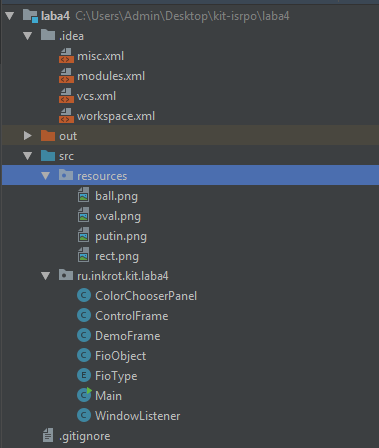 laba4 C:\Users\Admin\Desktop\kit-isrpo\laba4
.idea
misc.xml
modules.xml
vcs.xml
workspace.xml
out
src
resources
ball.png
oval.png
putin.png
rect.png
ru.inkrot.kit.laba4
C ColorChooserPanel
C ControlFrame
C DemoFrame
C FioObject
E FioType
C Main
C WindowListener
.gitignore